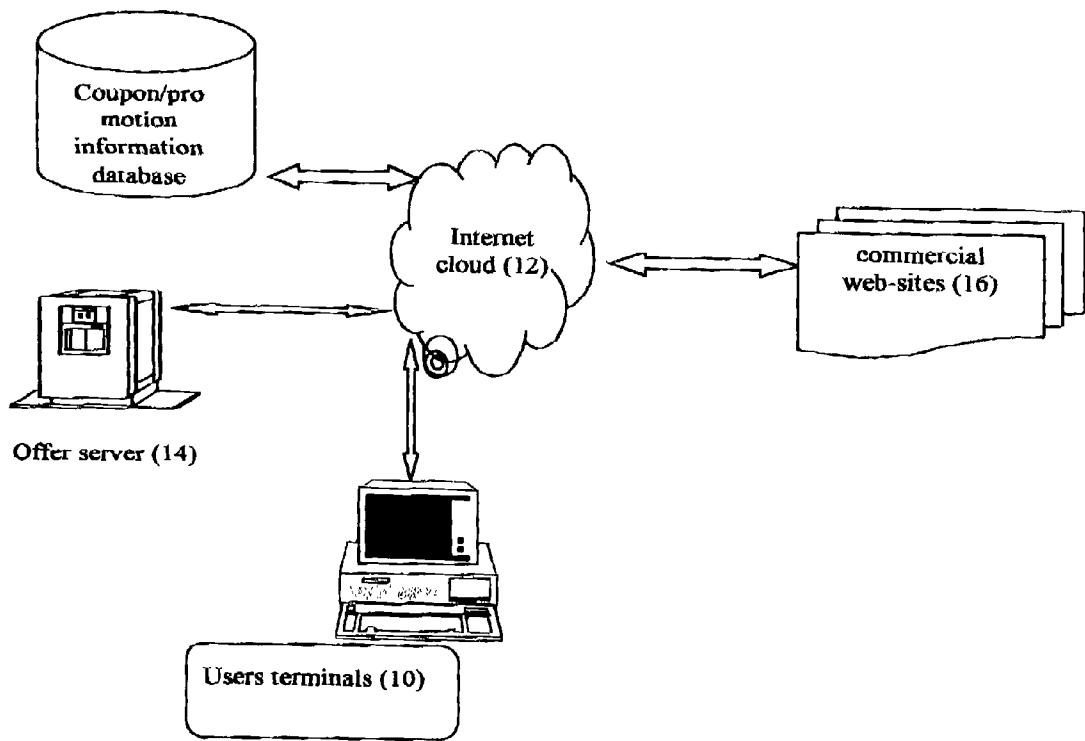 Coupon/pro
motion
information
database
Internet
cloud (12)
commercial
web-sites (16)
Offer server (14)
Users terminals (10)